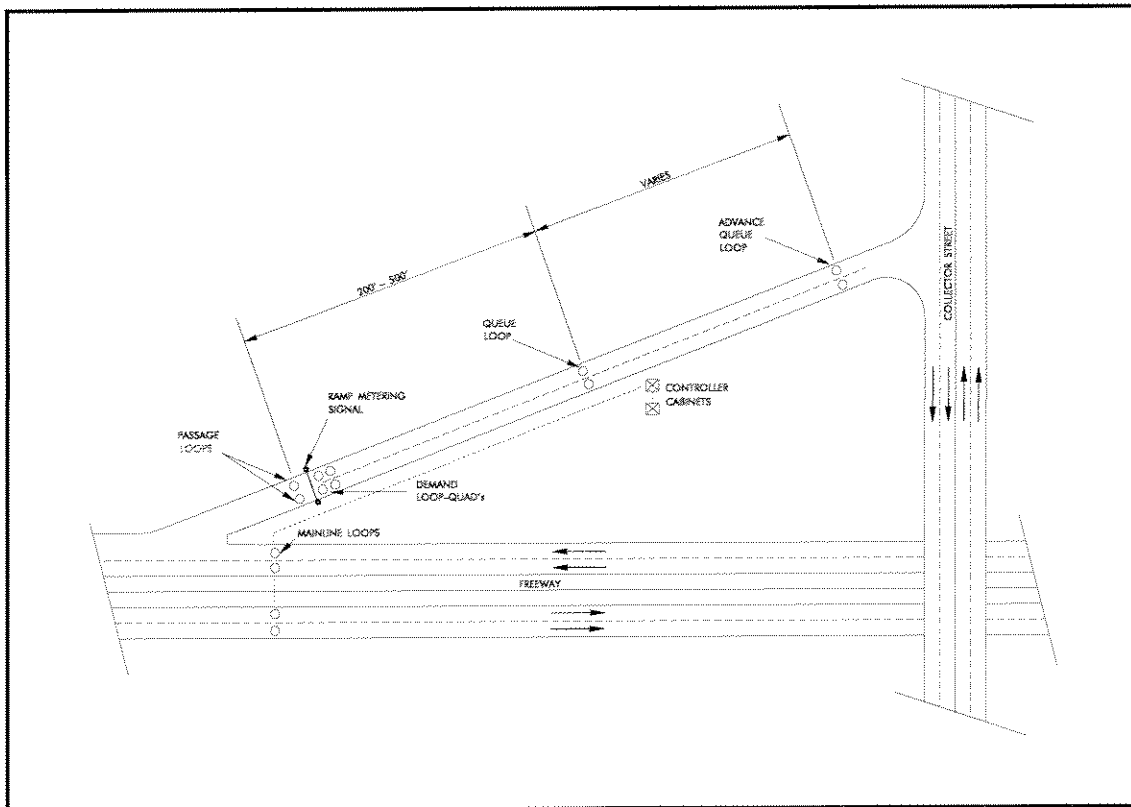 VARIES
ADVANCE
QUEUE
LOOP
COLLECTOR STREET
200' - 500'
QUEUE
LOOP
CONTROLLER
CABINETS
RAMP METERING
SIGNAL
PASSAGE
LOOPS
DEMAND
LOOP-QUAD's
MAINLINE LOOPS
FREEWAY